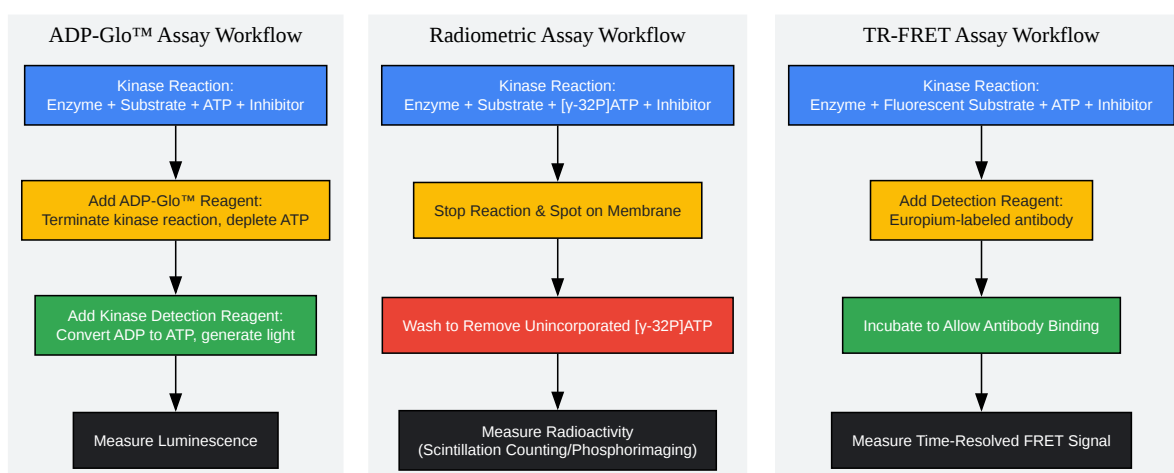 ADP-Glo™ Assay Workflow
Kinase Reaction:
Enzyme + Substrate + ATP + Inhibitor
Add ADP-Glo™ Reagent:
Terminate kinase reaction, deplete ATP
Add Kinase Detection Reagent:
Convert ADP to ATP, generate light
Measure Luminescence
Radiometric Assay Workflow
Kinase Reaction:
Enzyme + Substrate + [γ-32P]ATP + Inhibitor
Stop Reaction & Spot on Membrane
Wash to Remove Unincorporated [γ-32P]ATP
Measure Radioactivity
(Scintillation Counting/Phosphorimaging)
TR-FRET Assay Workflow
Kinase Reaction:
Enzyme + Fluorescent Substrate + ATP + Inhibitor
Add Detection Reagent:
Europium-labeled antibody
Incubate to Allow Antibody Binding
Measure Time-Resolved FRET Signal